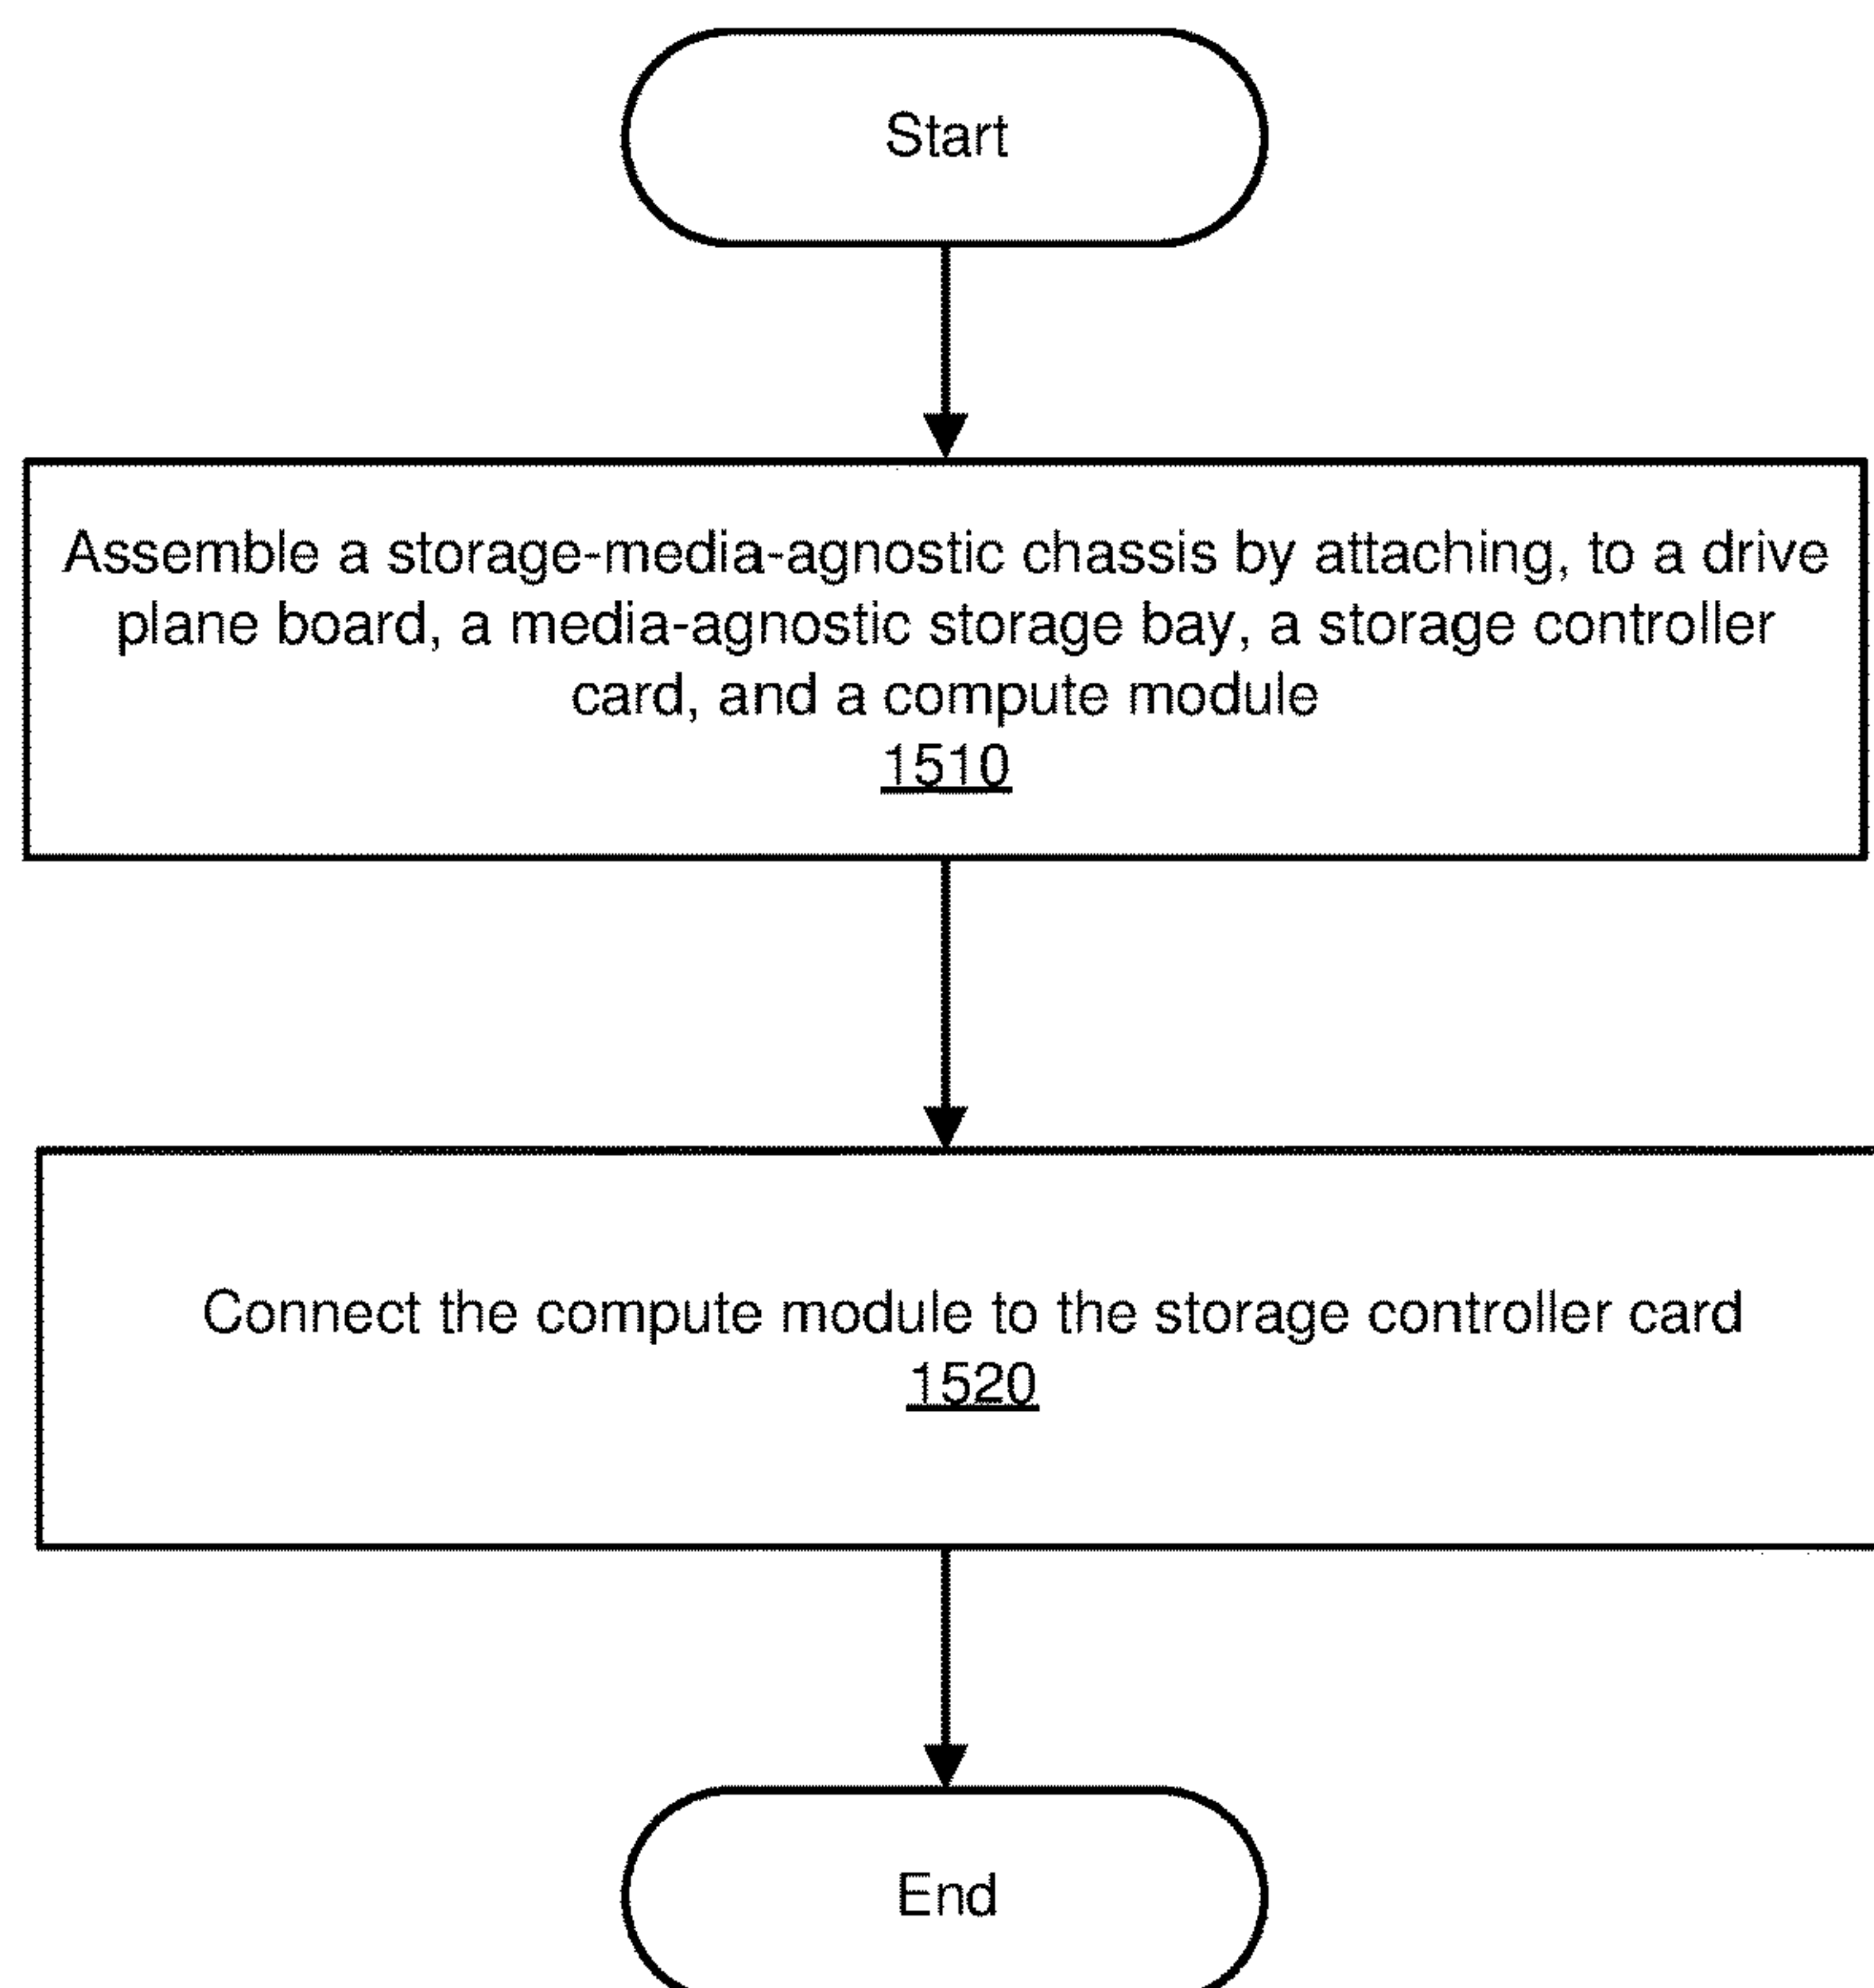 Start
Assemble a storage-media-agnostic chassis by attaching, to a drive
plane board, a media-agnostic storage bay, a storage controller
card, and a compute module
1510
Connect the compute module to the storage controller card
1520
End